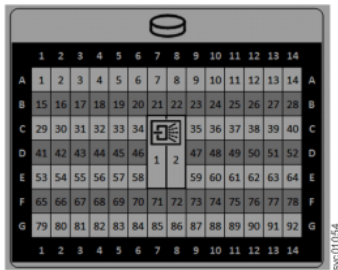 1 2 3 4 5 6 7 8 9 10 11 12 13 14
A 1 2 3 4 5 6 7 8 9 10 11 12 13 14 A
B 15 16 17 18 19 20 21 22 23 24 25 26 27 28 B
C 29 30 31 32 33 34 35 36 37 38 39 40 C
D 41 42 43 44 45 46 1 2 47 48 49 50 51 52 D
E 53 54 55 56 57 58 59 60 61 62 63 64 E
F 65 66 67 68 69 70 71 72 73 74 75 76 77 78 F
G 79 80 81 82 83 84 85 86 87 88 89 90 91 92 G
1 2 3 4 5 6 7 8 9 10 11 12 13 14
svc01054